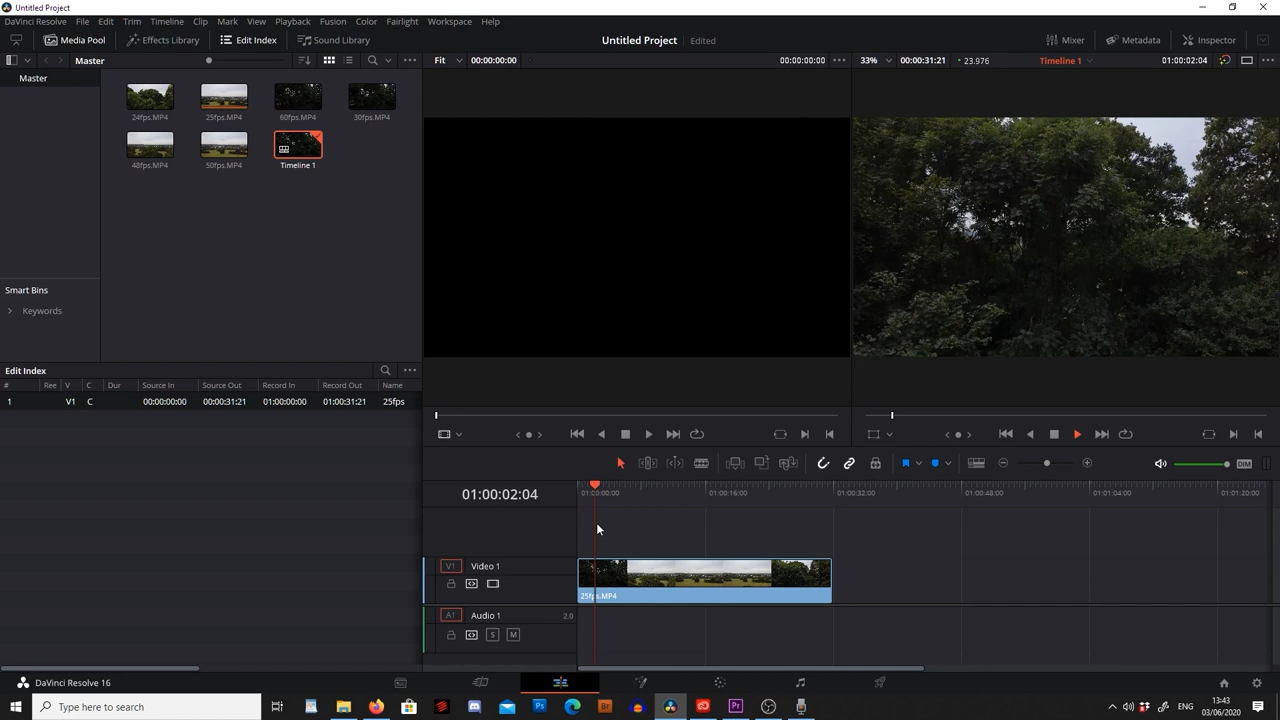 Untitled Project
DaVinci Resolve File Edit Trim Timeline Clip Mark View Playback Fusion Color Fairlight Workspace Help
Media Pool Effects Library Edit Index Sound Library Untitled Project Edited Mixer Metadata Inspector
Master Fit 00:00:00:00 00:00:00:00 33% 00:00:31:21 23.976 Timeline 1 01:00:02:04
Master
24fps.MP4 25fps.MP4 60fps.MP4 30fps.MP4
48fps.MP4 50fps.MP4 Timeline 1
Smart Bins
Keywords
Edit Index
# Ree V C Dur Source In Source Out Record In Record Out Name
1 V1 C 00:00:00:00 00:00:31:21 01:00:00:00 01:00:31:21 25fps
DIM
01:00:02:04 01:00:00:00 01:00:16:00 01:00:32:00 01:00:48:00 01:01:04:00 01:01:20:00
V1 Video 1
25fps.MP4
A1 Audio 1 2.0
S M
DaVinci Resolve 16
Type here to search
Ps Br Pr
ENG
13:43
03/06/2020